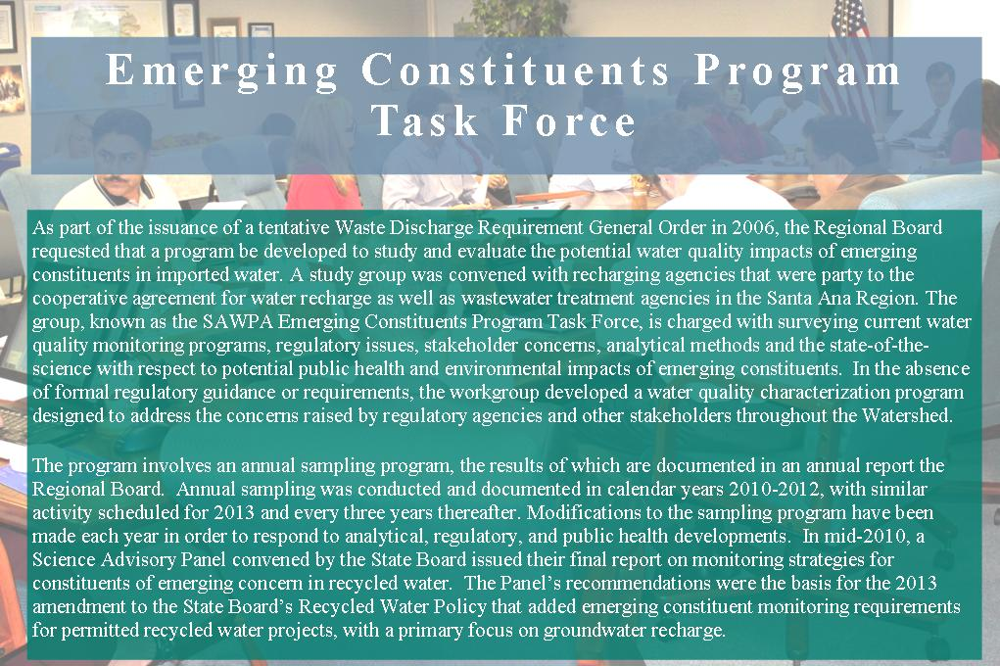 Emerging Constituents Program
Task Force
As part of the issuance of a tentative Waste Discharge Requirement General Order in 2006, the Regional Board
requested that a program be developed to study and evaluate the potential water quality impacts of emerging
constituents in imported water. A study group was convened with recharging agencies that were party to the
cooperative agreement for water recharge as well as wastewater treatment agencies in the Santa Ana Region. The
group, known as the SAWPA Emerging Constituents Program Task Force, is charged with surveying current water
quality monitoring programs, regulatory issues, stakeholder concerns, analytical methods and the state-of-the-
science with respect to potential public health and environmental impacts of emerging constituents.  In the absence
of formal regulatory guidance or requirements, the workgroup developed a water quality characterization program
designed to address the concerns raised by regulatory agencies and other stakeholders throughout the Watershed.
The program involves an annual sampling program, the results of which are documented in an annual report the
Regional Board.  Annual sampling was conducted and documented in calendar years 2010-2012, with similar
activity scheduled for 2013 and every three years thereafter. Modifications to the sampling program have been
made each year in order to respond to analytical, regulatory, and public health developments.  In mid-2010, a
Science Advisory Panel convened by the State Board issued their final report on monitoring strategies for
constituents of emerging concern in recycled water.  The Panel's recommendations were the basis for the 2013
amendment to the State Board's Recycled Water Policy that added emerging constituent monitoring requirements
for permitted recycled water projects, with a primary focus on groundwater recharge.